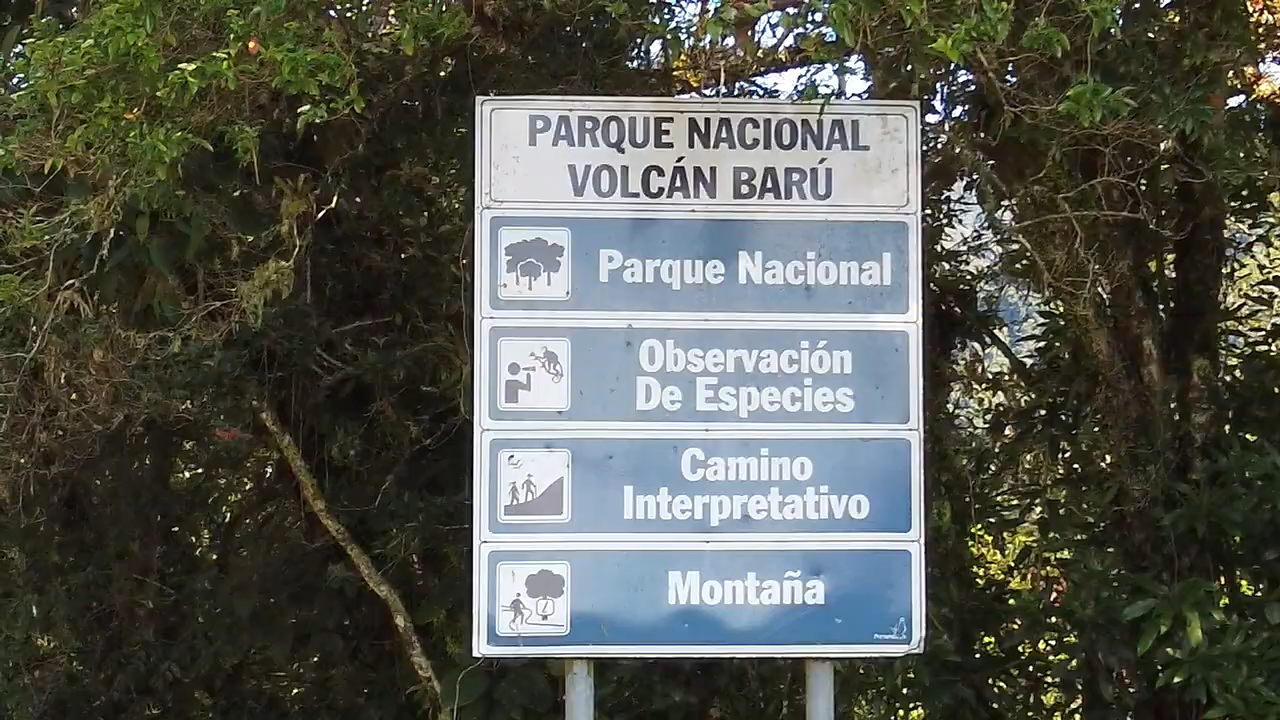 PARQUE NACIONAL
VOLCÁN BARÚ
Parque Nacional
Observación
De Especies
Camino
Interpretativo
Montaña